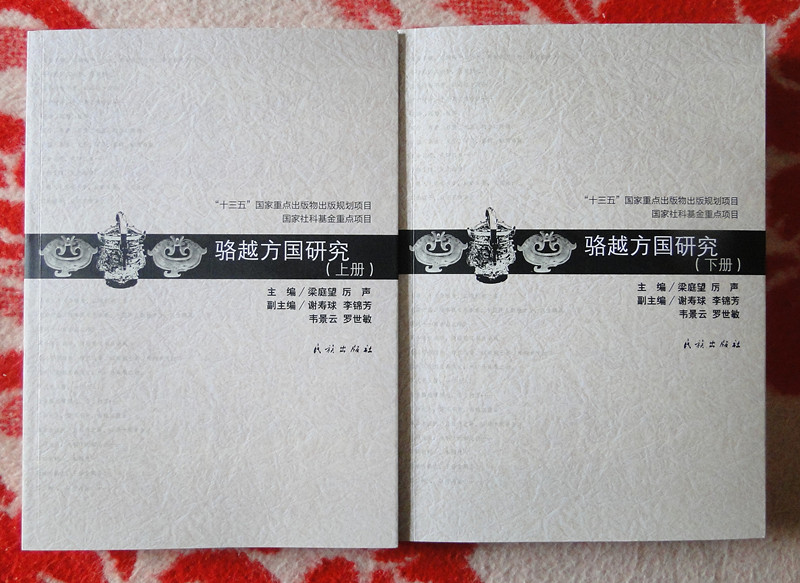 “十三五”国家重点出版物出版规划项目
国家社科基金重点项目
骆越方国研究
（上册）
主 编／梁庭望 厉 声
副主编／谢寿球 李锦芳
韦景云 罗世敏
民族出版社
“十三五”国家重点出版物出版规划项目
国家社科基金重点项目
骆越方国研究
（下册）
主 编／梁庭望 厉 声
副主编／谢寿球 李锦芳
韦景云 罗世敏
民族出版社